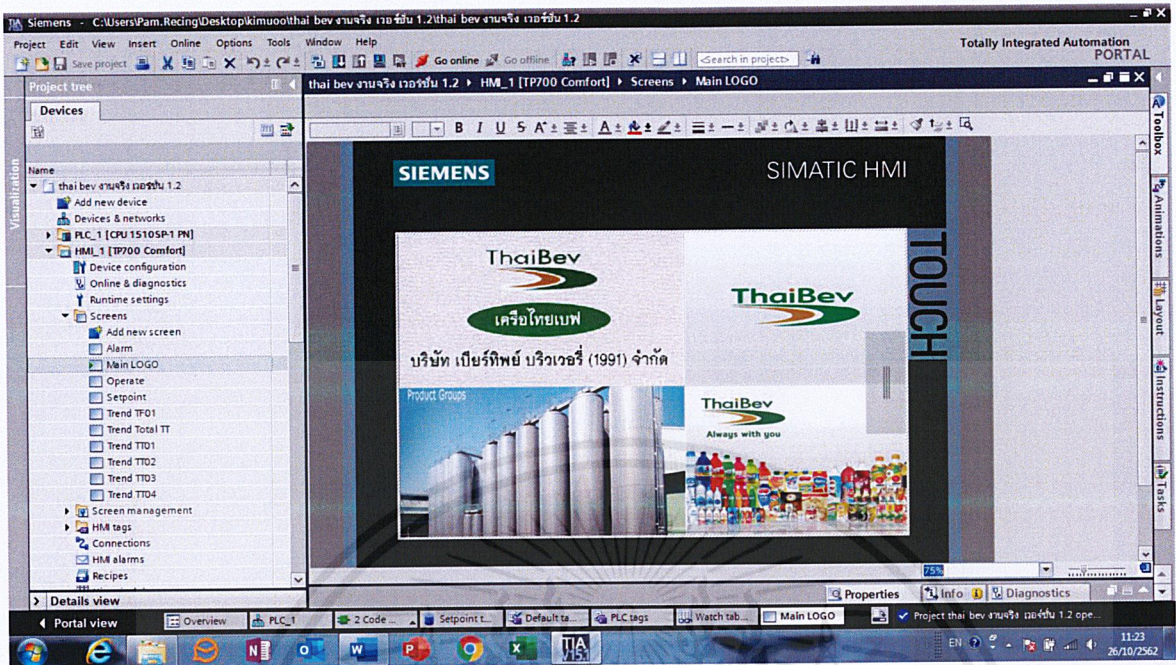 Siemens - C:\Users\Pam.Recing\Desktop\kimuoo\thai bev งานจริง เวอร์ชั่น 1.2\thai bev งานจริง เวอร์ชั่น 1.2
Project Edit View Insert Online Options Tools Window Help
Totally Integrated Automation
PORTAL
Save project
Go online
Go offline
<Search in project>
Project tree
thai bev งานจริง เวอร์ชั่น 1.2 HMI_1 [TP700 Comfort] Screens Main LOGO
Devices
B I U S A
Name
thai bev งานจริง เวอร์ชั่น 1.2
Add new device
Devices & networks
PLC_1 [CPU 1510SP-1 PN]
HMI_1 [TP700 Comfort]
Device configuration
Online & diagnostics
Runtime settings
Screens
Add new screen
Alarm
Main LOGO
Operate
Setpoint
Trend TF01
Trend Total TT
Trend TT01
Trend TT02
Trend TT03
Trend TT04
Screen management
HMI tags
Connections
HMI alarms
Recipes
Visualization
SIEMENS
SIMATIC HMI
TOUCH
ThaiBev
เครือไทยเบฟ
บริษัท เบียร์ทิพย์ บริวเวอรี่ (1991) จำกัด
ThaiBev
Product Groups
ThaiBev
Always with you
Toolbox
Animations
Layout
Instructions
Tasks
75%
Properties Info Diagnostics
Details view
Portal view Overview PLC_1 2 Code ... Setpoint t... Default ta... PLC tags Watch tab... Main LOGO
Project thai bev งานจริง เวอร์ชั่น 1.2 ope...
TIA
V15.1
EN
11:23
26/10/2562